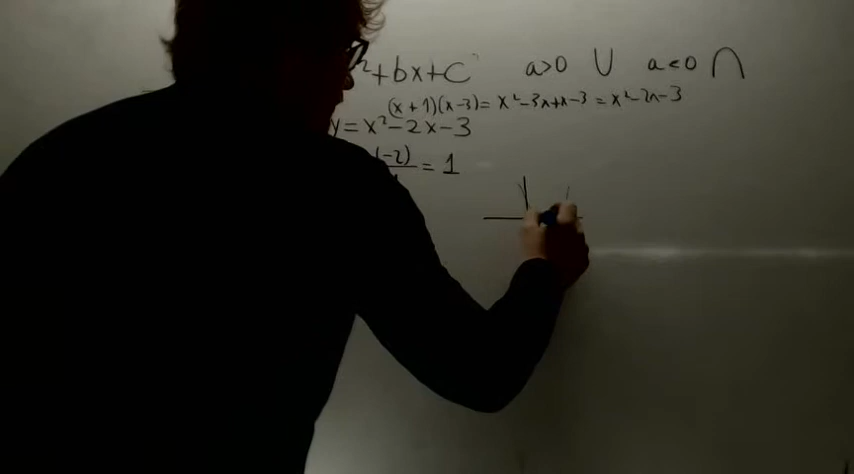 ²+bx+c a>0 ∪ a<0 ∩
(x+1)(x-3)=x²-3x+x-3=x²-2x-3
y=x²-2x-3
(-2) = 1